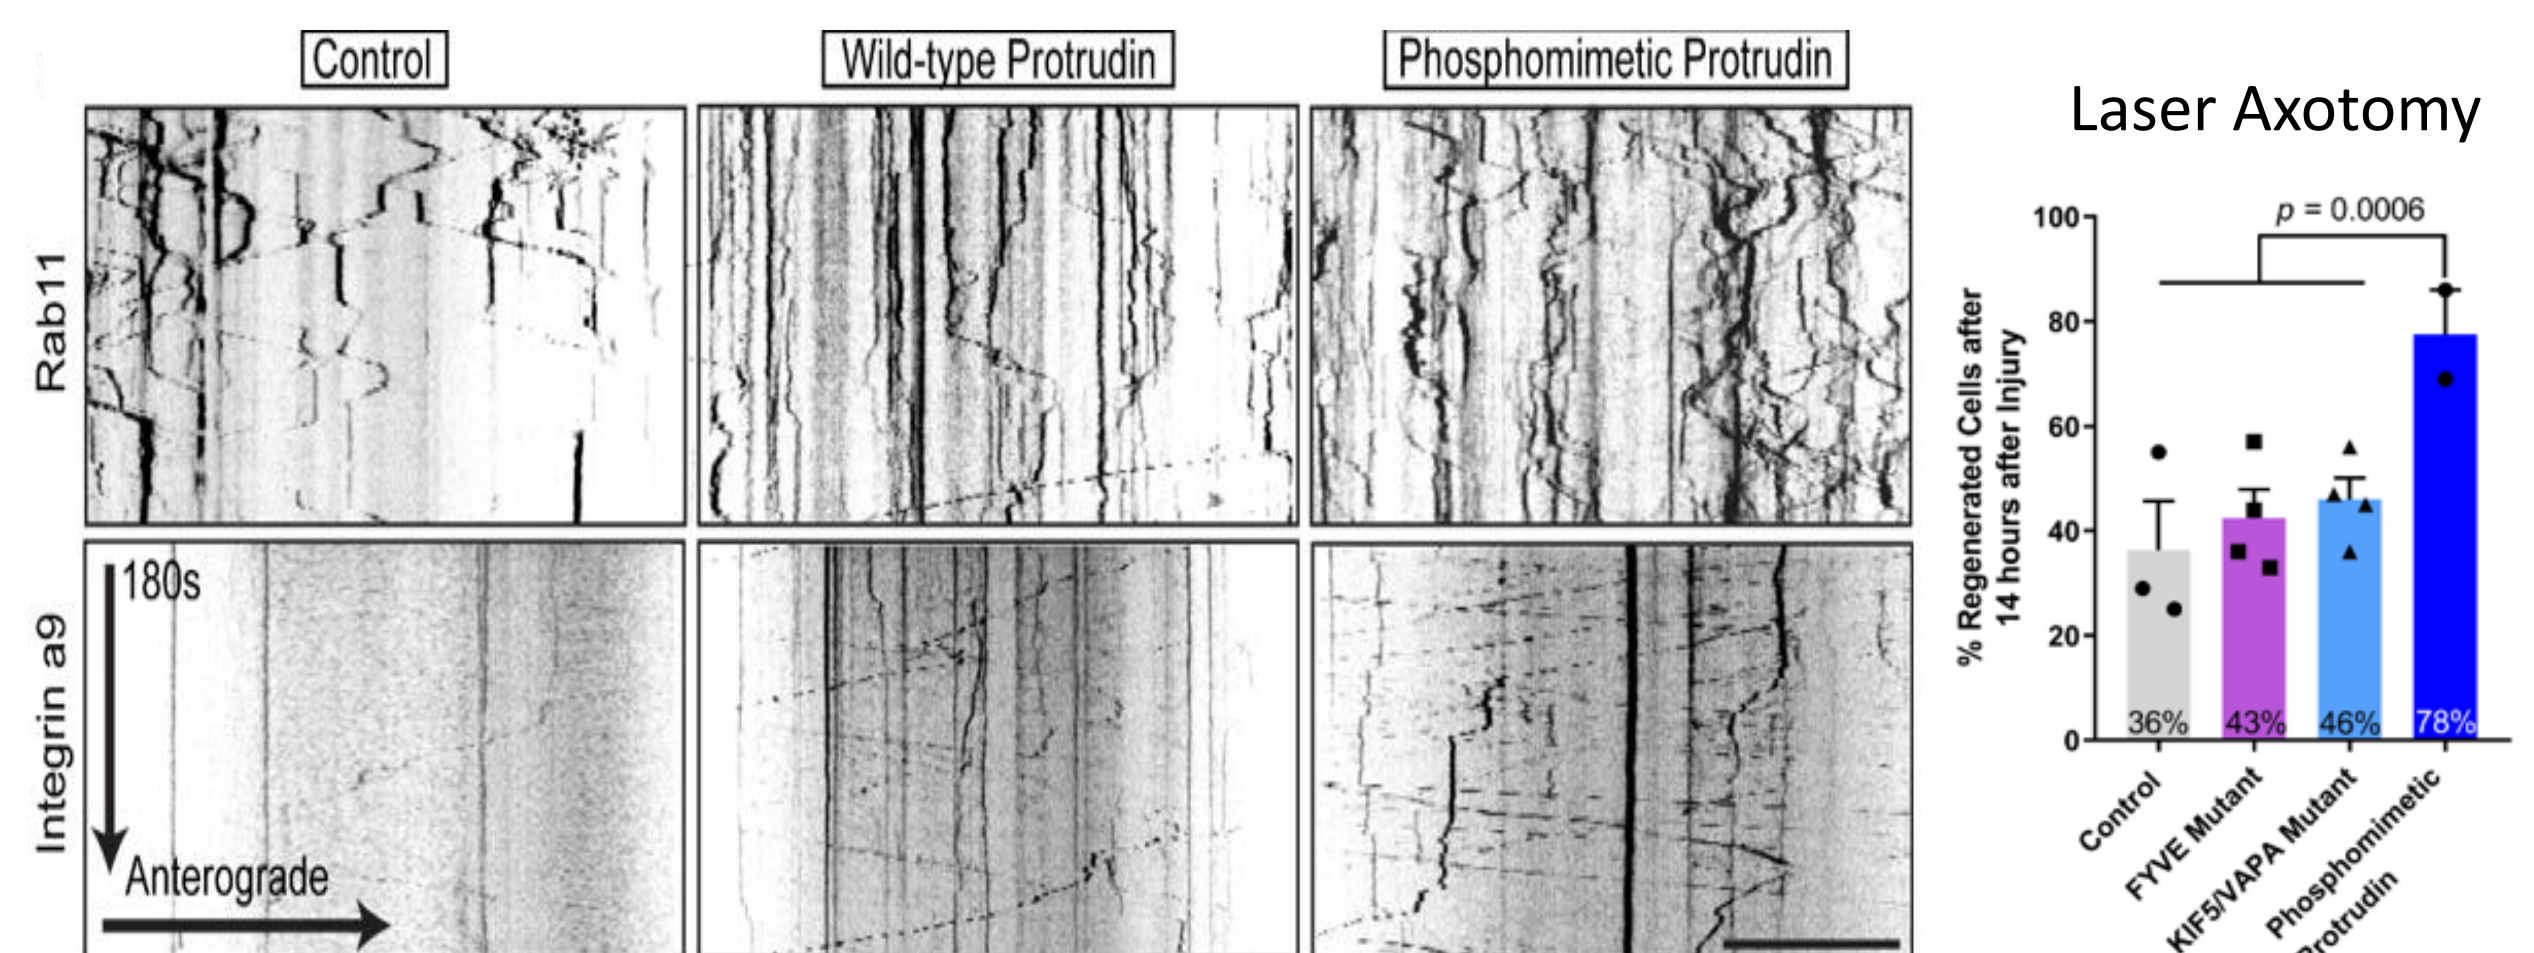 Control
Wild-type Protrudin
Phosphomimetic Protrudin
Rab11
Integrin a9
180s
Anterograde
Laser Axotomy
p = 0.0006
% Regenerated Cells after
14 hours after Injury
100
80
60
40
20
0
36%
43%
46%
78%
Control
FYVE Mutant
KIF5/VAPA Mutant
Phosphomimetic
Protrudin